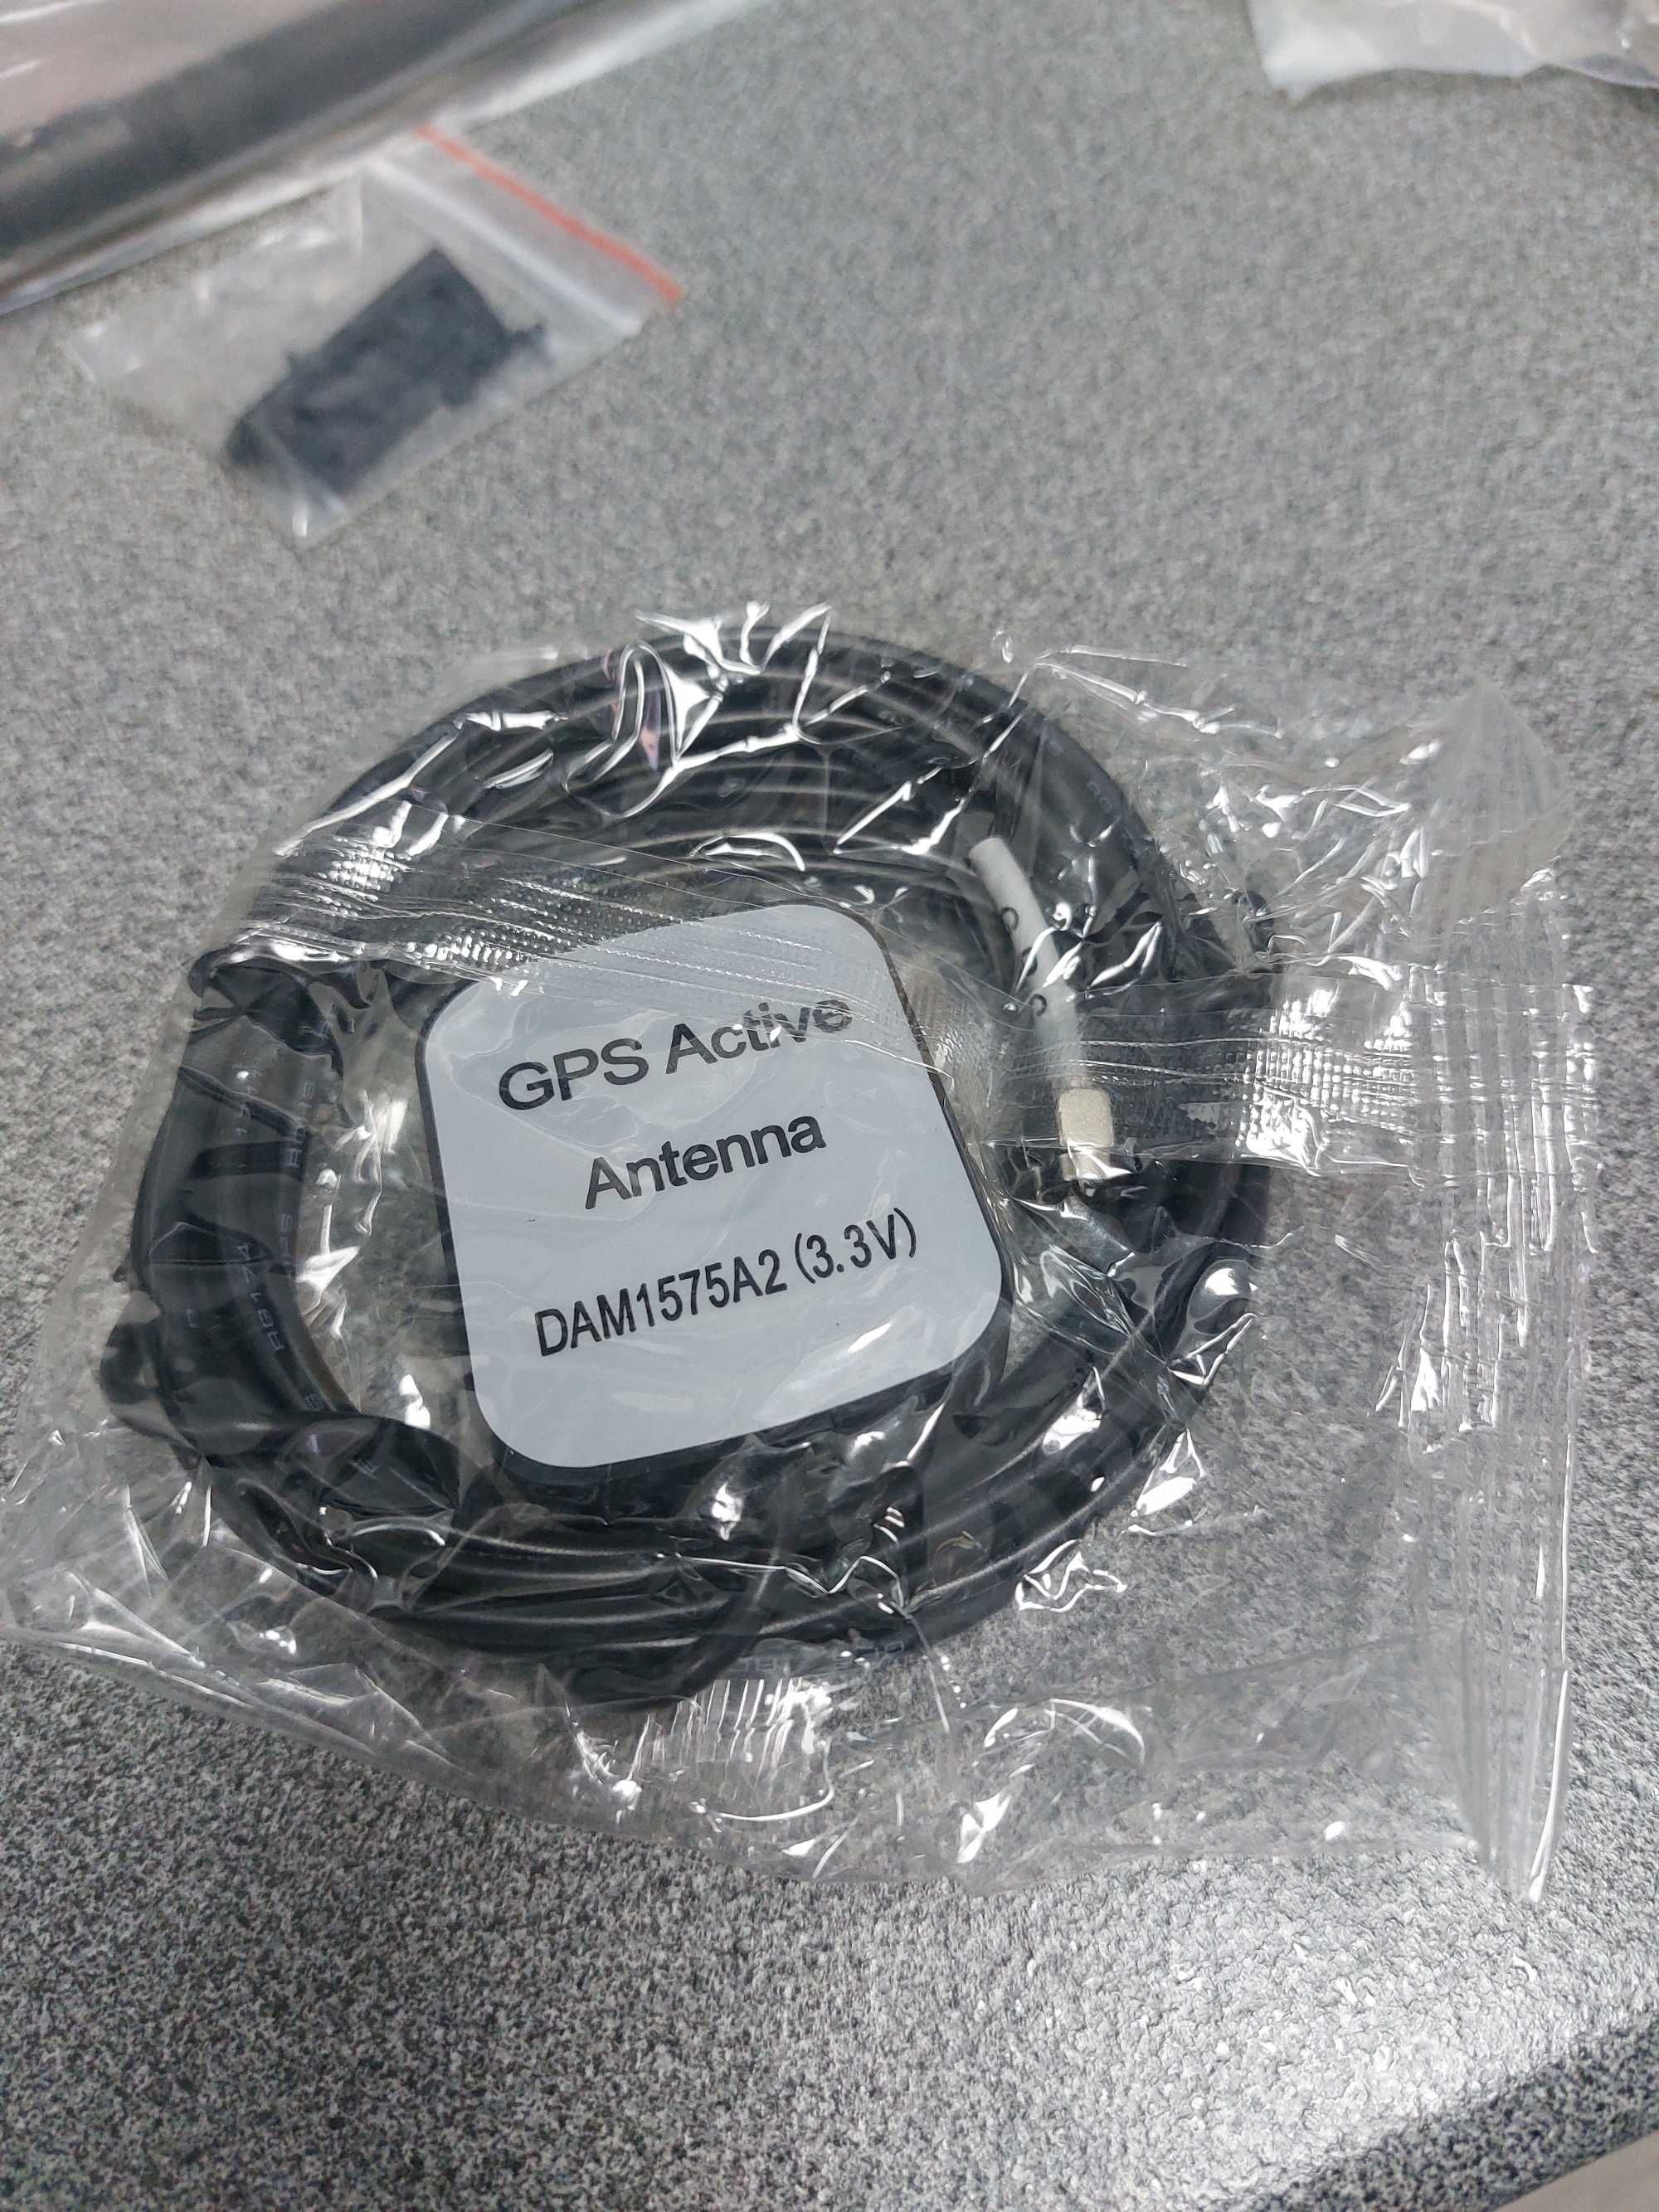 GPS Active
Antenna
DAM1575A2 (3.3V)